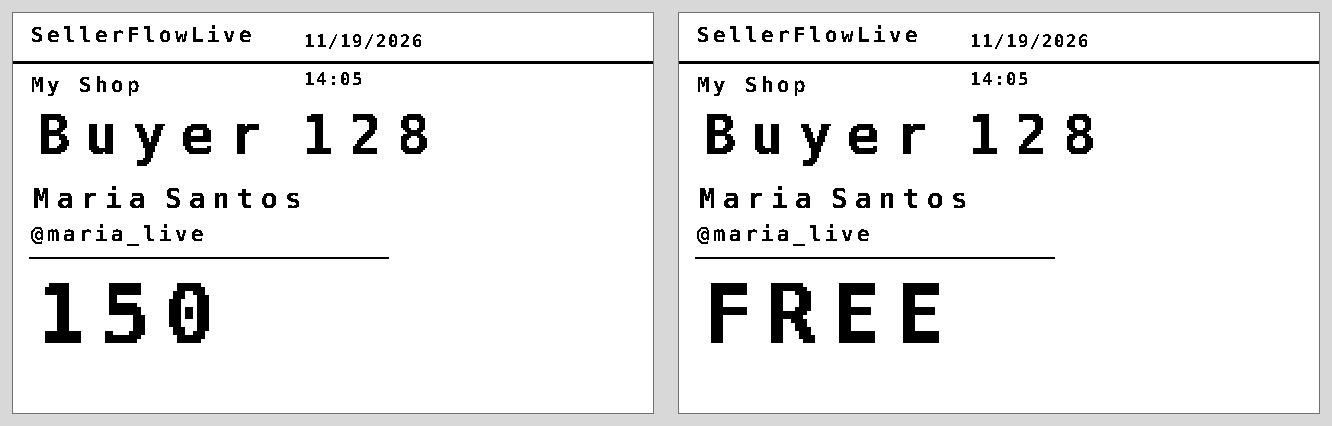 SellerFlowLive 11/19/2026
My Shop 14:05
Buyer 128
Maria Santos
@maria_live
150
SellerFlowLive 11/19/2026
My Shop 14:05
Buyer 128
Maria Santos
@maria_live
FREE